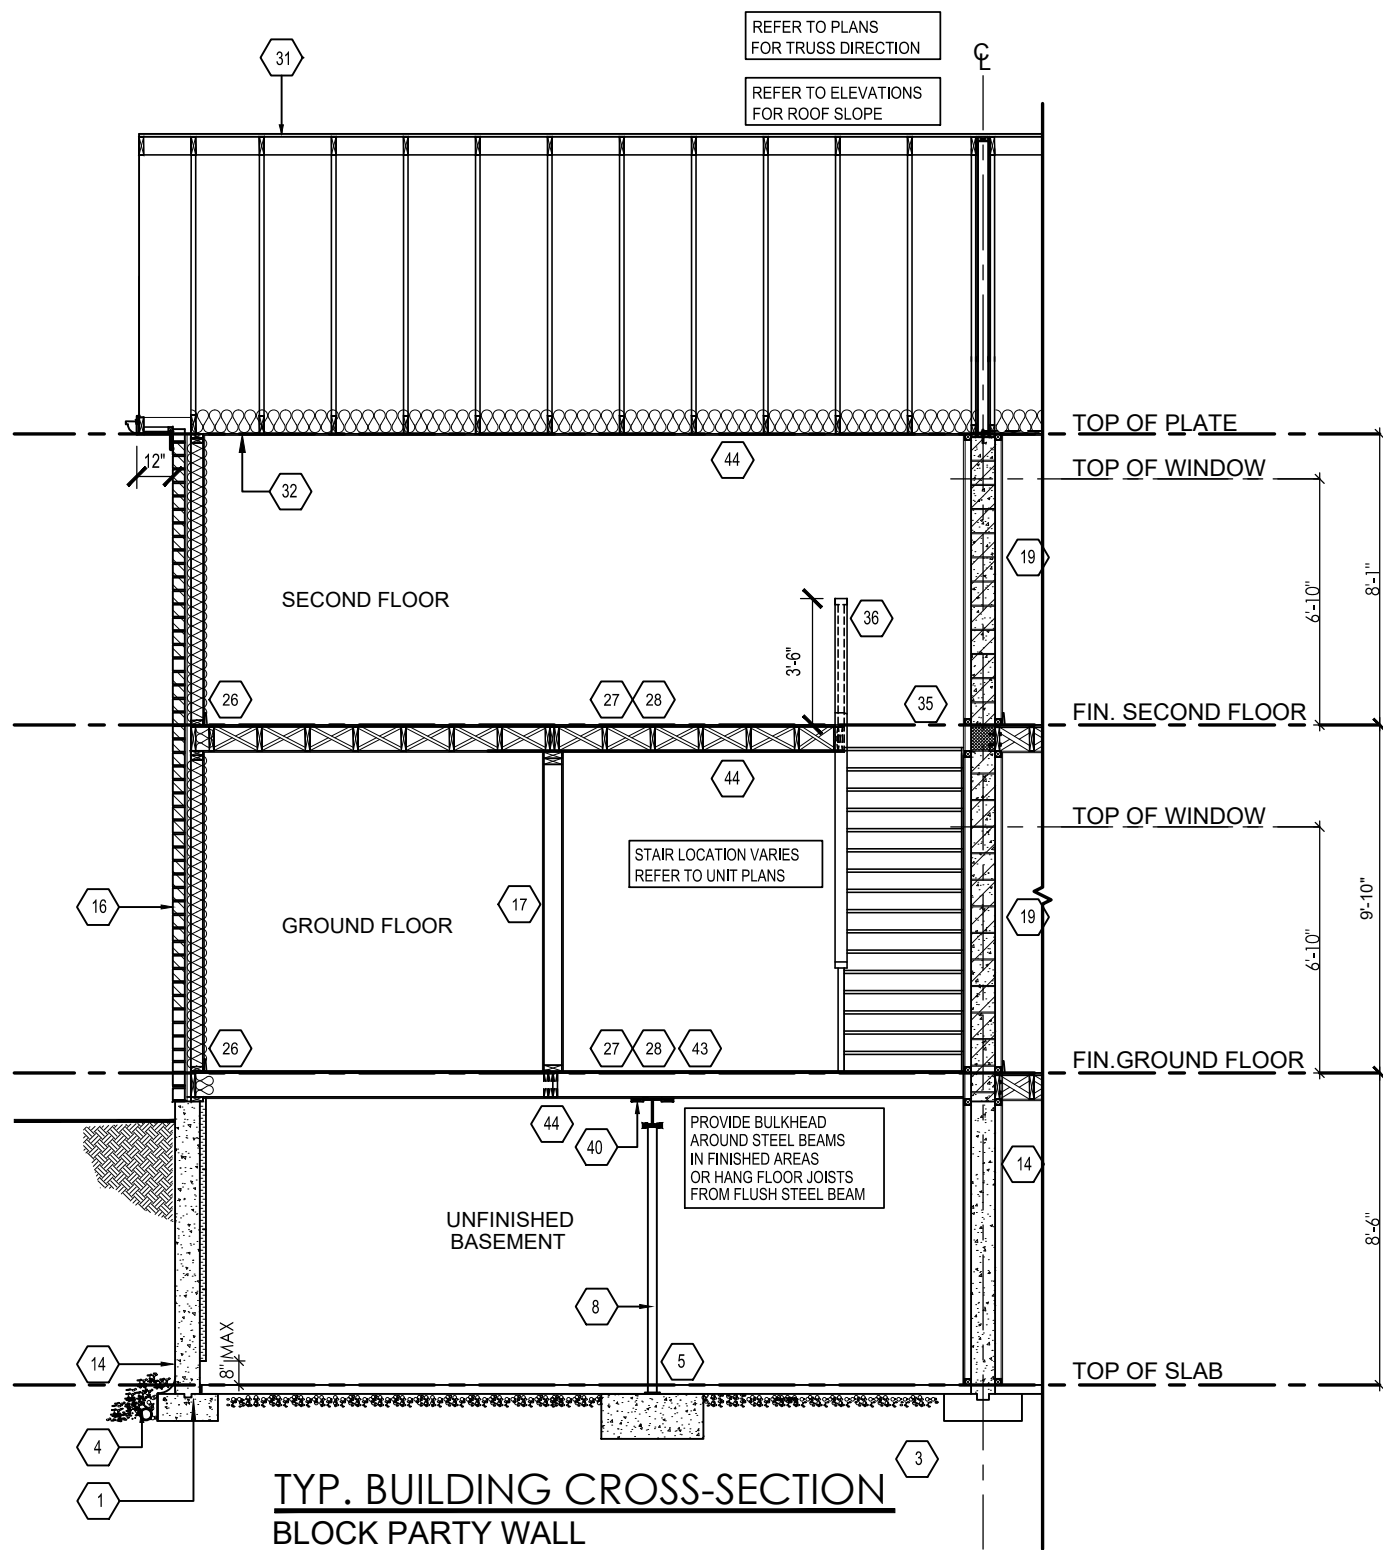 REFER TO PLANS
FOR TRUSS DIRECTION
CL
31
REFER TO ELEVATIONS
FOR ROOF SLOPE
TOP OF PLATE
12"
44
TOP OF WINDOW
32
19
8'-1"
6'-10"
SECOND FLOOR
36
3'-6"
26
27
28
35
FIN. SECOND FLOOR
44
TOP OF WINDOW
STAIR LOCATION VARIES
REFER TO UNIT PLANS
16
17
19
9'-10"
GROUND FLOOR
6'-10"
26
27
28
43
FIN.GROUND FLOOR
44
40
PROVIDE BULKHEAD
AROUND STEEL BEAMS
IN FINISHED AREAS
OR HANG FLOOR JOISTS
FROM FLUSH STEEL BEAM
14
UNFINISHED
BASEMENT
8'-6"
8
8" MAX
14
5
TOP OF SLAB
4
3
1
TYP. BUILDING CROSS-SECTION
BLOCK PARTY WALL